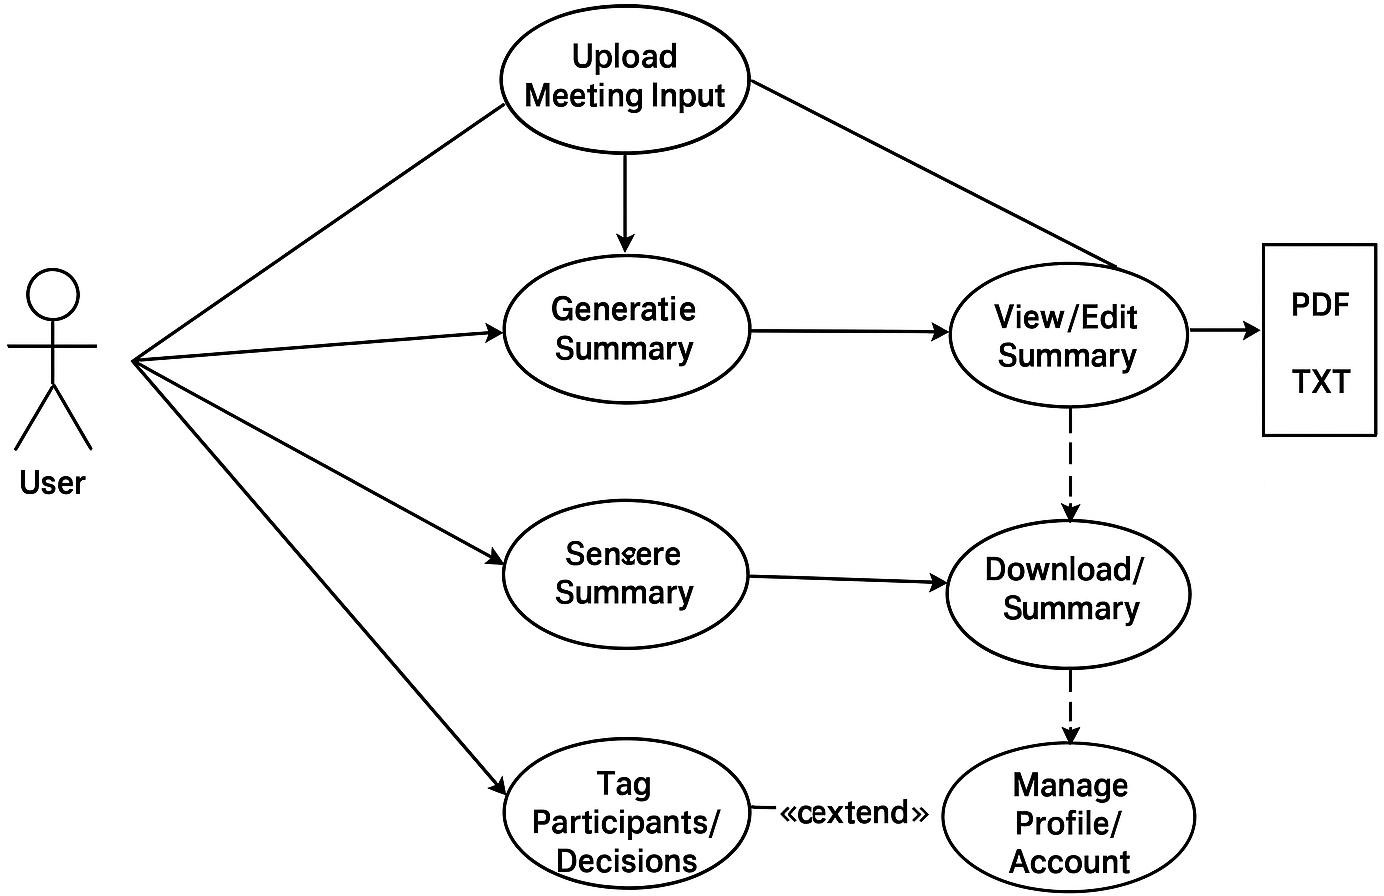 Upload
Meeting Input
Generatie
Summary
View/Edit
Summary
PDF
TXT
User
Summary
Download/
Summary
Tag
Participants/
Decisions
«cextend»
Manage
Profile/
Account